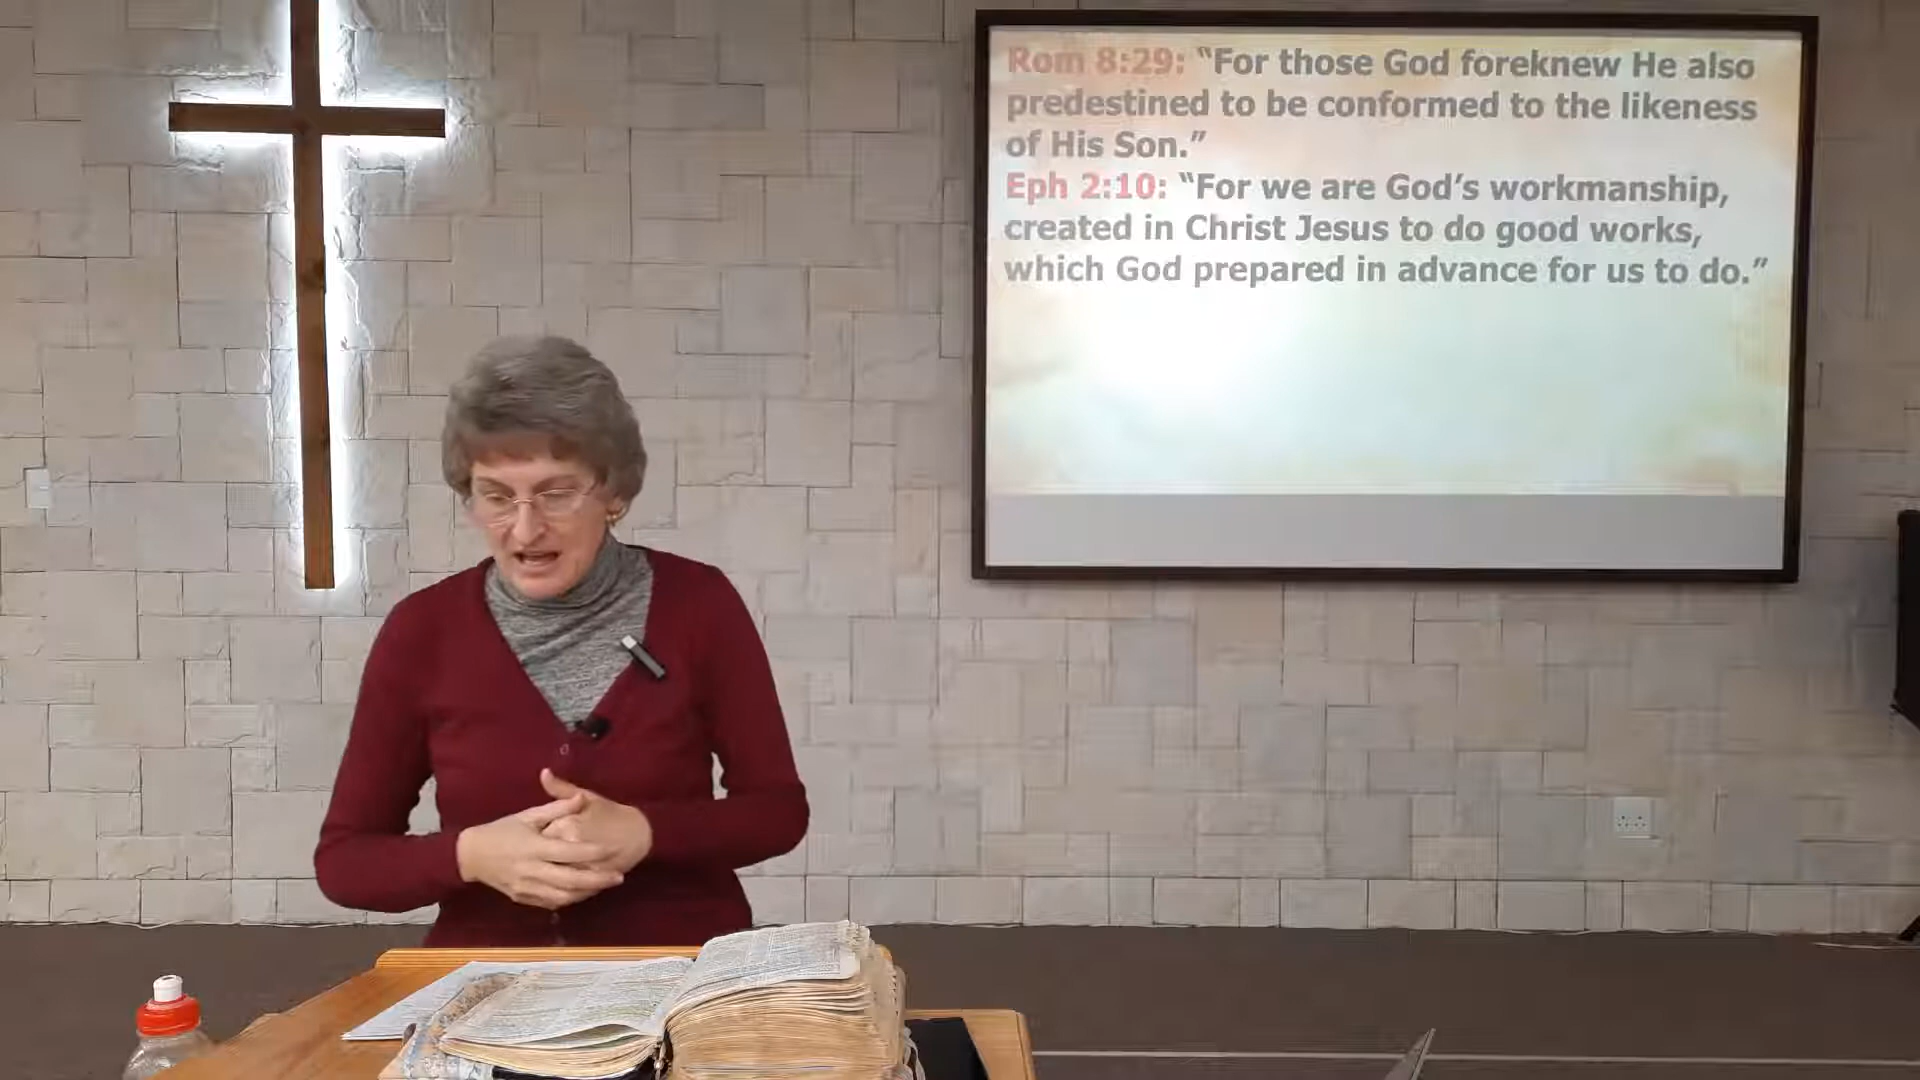 Rom 8:29: “For those God foreknew He also
predestined to be conformed to the likeness
of His Son.”
Eph 2:10: “For we are God’s workmanship,
created in Christ Jesus to do good works,
which God prepared in advance for us to do.”